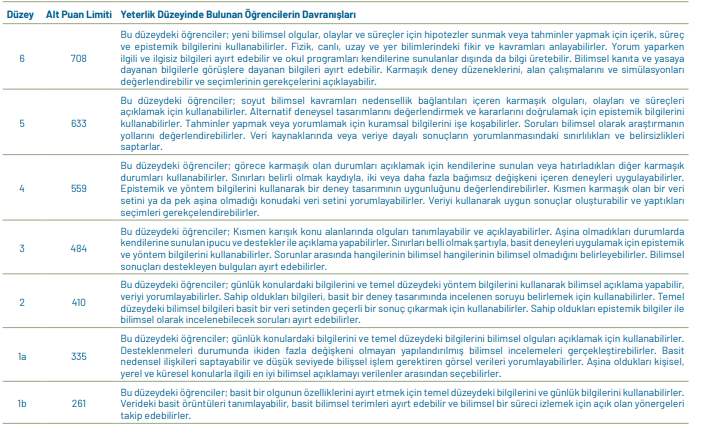 Düzey Alt Puan Limiti Yeterlik Düzeyinde Bulunan Öğrencilerin Davranışları
Bu düzeydeki öğrenciler; yeni bilimsel olgular, olaylar ve süreçler için hipotezler sunmak veya tahminler yapmak için içerik, süreç
ve epistemik bilgilerini kullanabilirler. Fizik, canlı, uzay ve yer bilimlerindeki fikir ve kavramları anlayabilirler. Yorum yaparken
ilgili ve ilgisiz bilgileri ayırt edebilir ve okul programları kendilerine sunulanlar dışında da bilgi üretebilir. Bilimsel kanıta ve yasaya
6 708
dayanan bilgilerle görüşlere dayanan bilgileri ayırt edebilir. Karmaşık deney düzeneklerini, alan çalışmalarını ve simülasyonları
değerlendirebilir ve seçimlerinin gerekçelerini açıklayabilir.
Bu düzeydeki öğrenciler; soyut bilimsel kavramları nedensellik bağlantıları içeren karmaşık olguları, olayları ve süreçleri
açıklamak için kullanabilirler. Alternatif deneysel tasarımlarını değerlendirmek ve kararlarını doğrulamak için epistemik bilgilerini
5 633 kullanabilirler. Tahminler yapmak veya yorumlamak için kuramsal bilgilerini işe koşabilirler. Soruları bilimsel olarak araştırmanın
yollarını değerlendirebilirler. Veri kaynaklarında veya veriye dayalı sonuçların yorumlanmasındaki sınırlılıkları ve belirsizlikleri
saptarlar.
Bu düzeydeki öğrenciler; görece karmaşık olan durumları açıklamak için kendilerine sunulan veya hatırladıkları diğer karmaşık
durumları kullanabilirler. Sınırları belirli olmak kaydıyla, iki veya daha fazla bağımsız değişkeni içeren deneyleri uygulayabilirler.
4 559 Epistemik ve yöntem bilgilerini kullanarak bir deney tasarımının uygunluğunu değerlendirebilirler. Kısmen karmaşık olan bir veri
setini ya da pek aşina olmadığı konudaki veri setini yorumlayabilirler. Veriyi kullanarak uygun sonuçlar oluşturabilir ve yaptıkları
seçimleri gerekçelendirebilirler.
Bu düzeydeki öğrenciler; Kısmen karışık konu alanlarında olguları tanımlayabilir ve açıklayabilirler. Aşina olmadıkları durumlarda
kendilerine sunulan ipucu ve destekler ile açıklama yapabilirler. Sınırları belli olmak şartıyla, basit deneyleri uygulamak için epistemik
3 484
ve yöntem bilgilerini kullanabilirler. Sorunlar arasında hangilerinin bilimsel hangilerinin bilimsel olmadığını belirleyebilirler. Bilimsel
sonuçları destekleyen bulguları ayırt edebilirler.
Bu düzeydeki öğrenciler; günlük konulardaki bilgilerini ve temel düzeydeki yöntem bilgilerini kullanarak bilimsel açıklama yapabilir,
veriyi yorumlayabilirler. Sahip oldukları bilgileri, basit bir deney tasarımında incelenen soruyu belirlemek için kullanabilirler. Temel
2 410
düzeydeki bilimsel bilgileri basit bir veri setinden geçerli bir sonuç çıkarmak için kullanabilirler. Sahip oldukları epistemik bilgiler ile
bilimsel olarak incelenebilecek soruları ayırt edebilirler.
Bu düzeydeki öğrenciler; günlük konulardaki bilgilerini ve temel düzeydeki bilgilerini bilimsel olguları açıklamak için kullanabilirler.
Desteklenmeleri durumunda ikiden fazla değişkeni olmayan yapılandırılmış bilimsel incelemeleri gerçekleştirebilirler. Basit
1a 335
nedensel ilişkileri saptayabilir ve düşük seviyede bilişsel işlem gerektiren görsel verileri yorumlayabilirler. Aşina oldukları kişisel,
yerel ve küresel konularla ilgili en iyi bilimsel açıklamayı verilenler arasından seçebilirler.
Bu düzeydeki öğrenciler; basit bir olgunun özelliklerini ayırt etmek için temel düzeydeki bilgilerini ve günlük bilgilerini kullanabilirler.
1b 261 Verideki basit örüntüleri tanımlayabilir, basit bilimsel terimleri ayırt edebilir ve bilimsel bir süreci izlemek için açık olan yönergeleri
takip edebilirler.